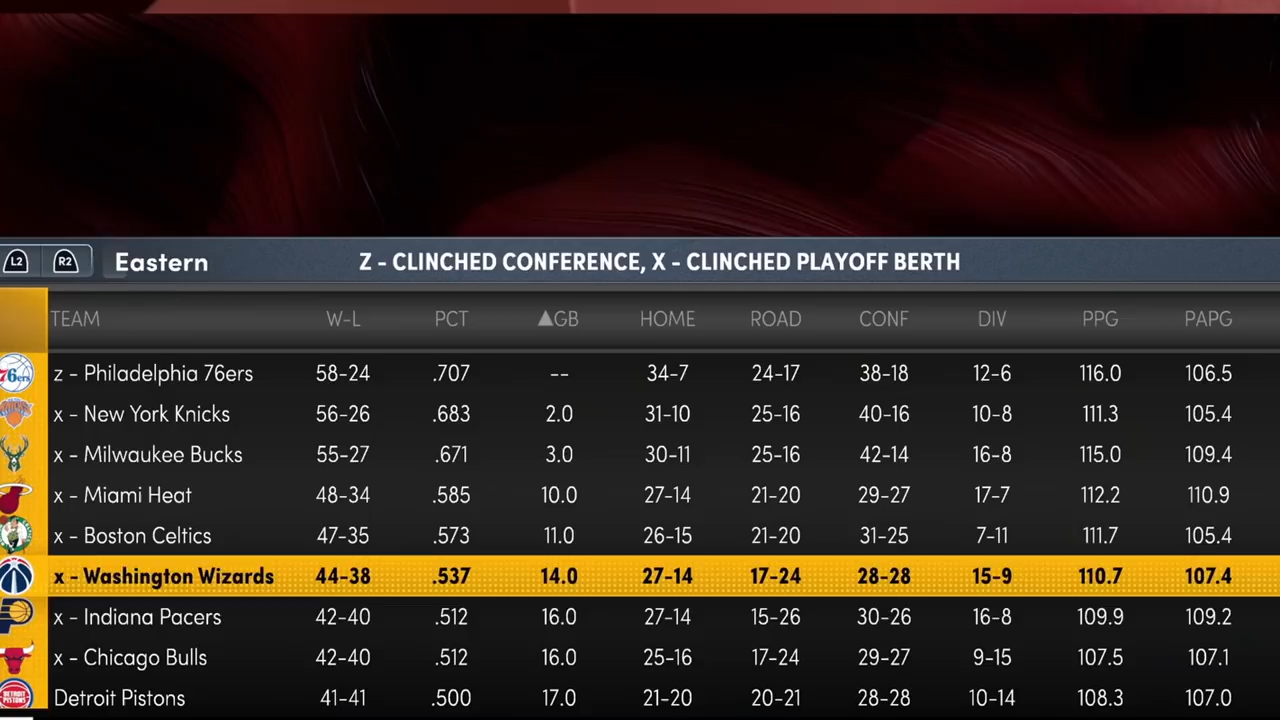 L2 R2 Eastern Z - CLINCHED CONFERENCE, X - CLINCHED PLAYOFF BERTH
TEAM W-L PCT ▲GB HOME ROAD CONF DIV PPG PAPG
76ers z - Philadelphia 76ers 58-24 .707 -- 34-7 24-17 38-18 12-6 116.0 106.5
x - New York Knicks 56-26 .683 2.0 31-10 25-16 40-16 10-8 111.3 105.4
x - Milwaukee Bucks 55-27 .671 3.0 30-11 25-16 42-14 16-8 115.0 109.4
x - Miami Heat 48-34 .585 10.0 27-14 21-20 29-27 17-7 112.2 110.9
x - Boston Celtics 47-35 .573 11.0 26-15 21-20 31-25 7-11 111.7 105.4
x - Washington Wizards 44-38 .537 14.0 27-14 17-24 28-28 15-9 110.7 107.4
x - Indiana Pacers 42-40 .512 16.0 27-14 15-26 30-26 16-8 109.9 109.2
x - Chicago Bulls 42-40 .512 16.0 25-16 17-24 29-27 9-15 107.5 107.1
Detroit Pistons 41-41 .500 17.0 21-20 20-21 28-28 10-14 108.3 107.0